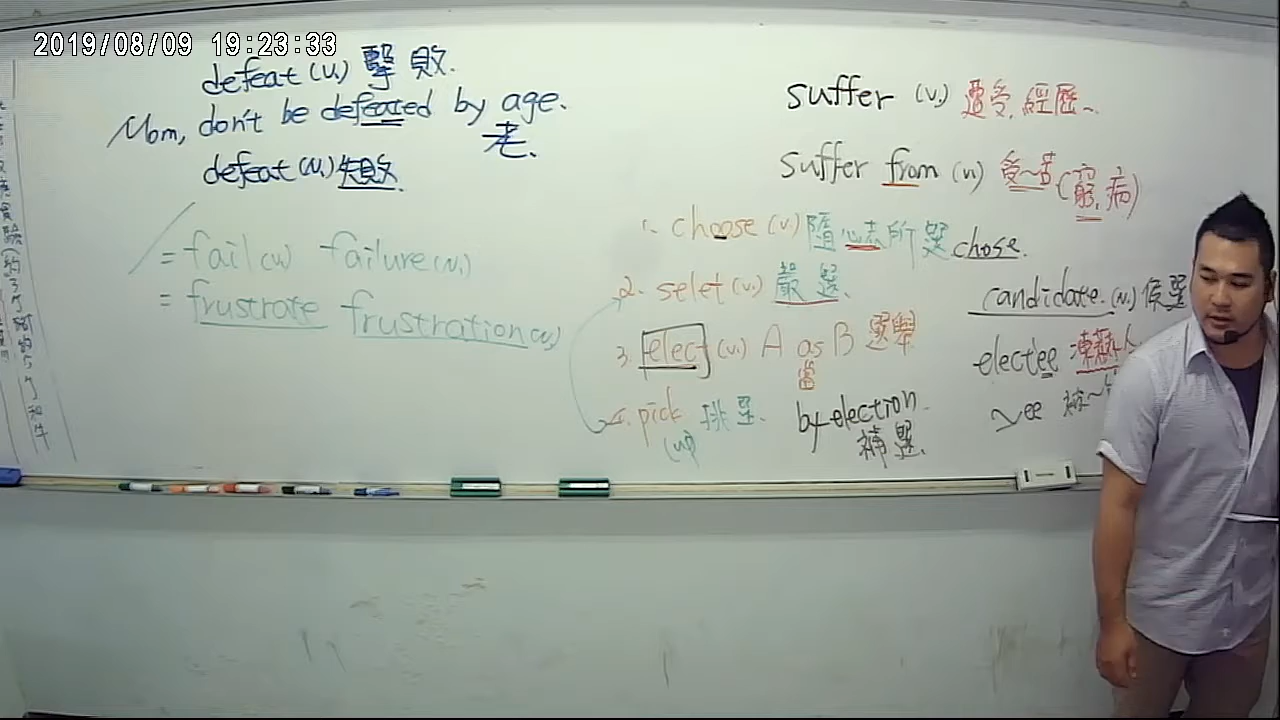 2019/08/09 19:23:33
defeat (v.) 擊敗.
Mom, don't be defeated by age.
老.
defeat (n.) 失敗.
= fail (v.) failure (n.)
= frustrate frustration (n.)
suffer (v.) 遭受, 經歷~.
suffer from (v.) 受~苦 (窮, 病)
1. choose (v.) 隨心志所選 chose.
2. selet (v.) 嚴選.
3. elect (v.) A as B 選舉
當
4. pick 挑選.
(up)
by-election.
補選.
candidate. (n.) 候選
electee
~ee 被~